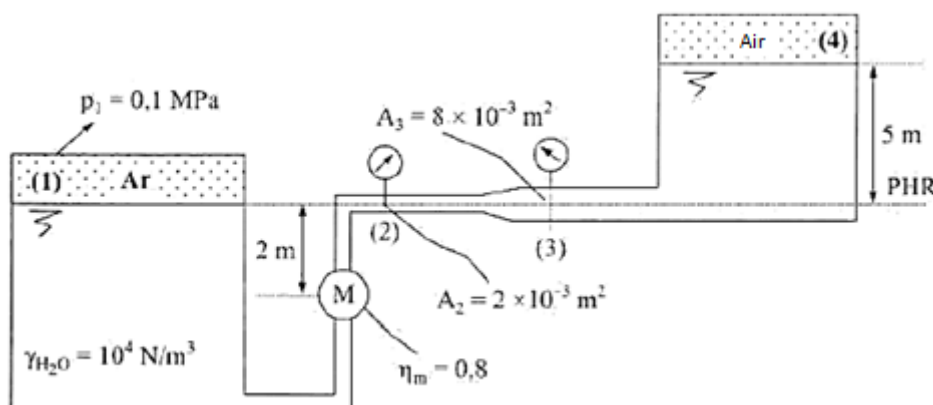 Air (4)
p₁ = 0,1 MPa
A₃ = 8 × 10⁻³ m²
5 m
(1) Ar
PHR
2 m
(2)
(3)
M
A₂ = 2 ×10⁻³ m²
γH₂O = 10⁴ N/m³
ηₘ = 0,8